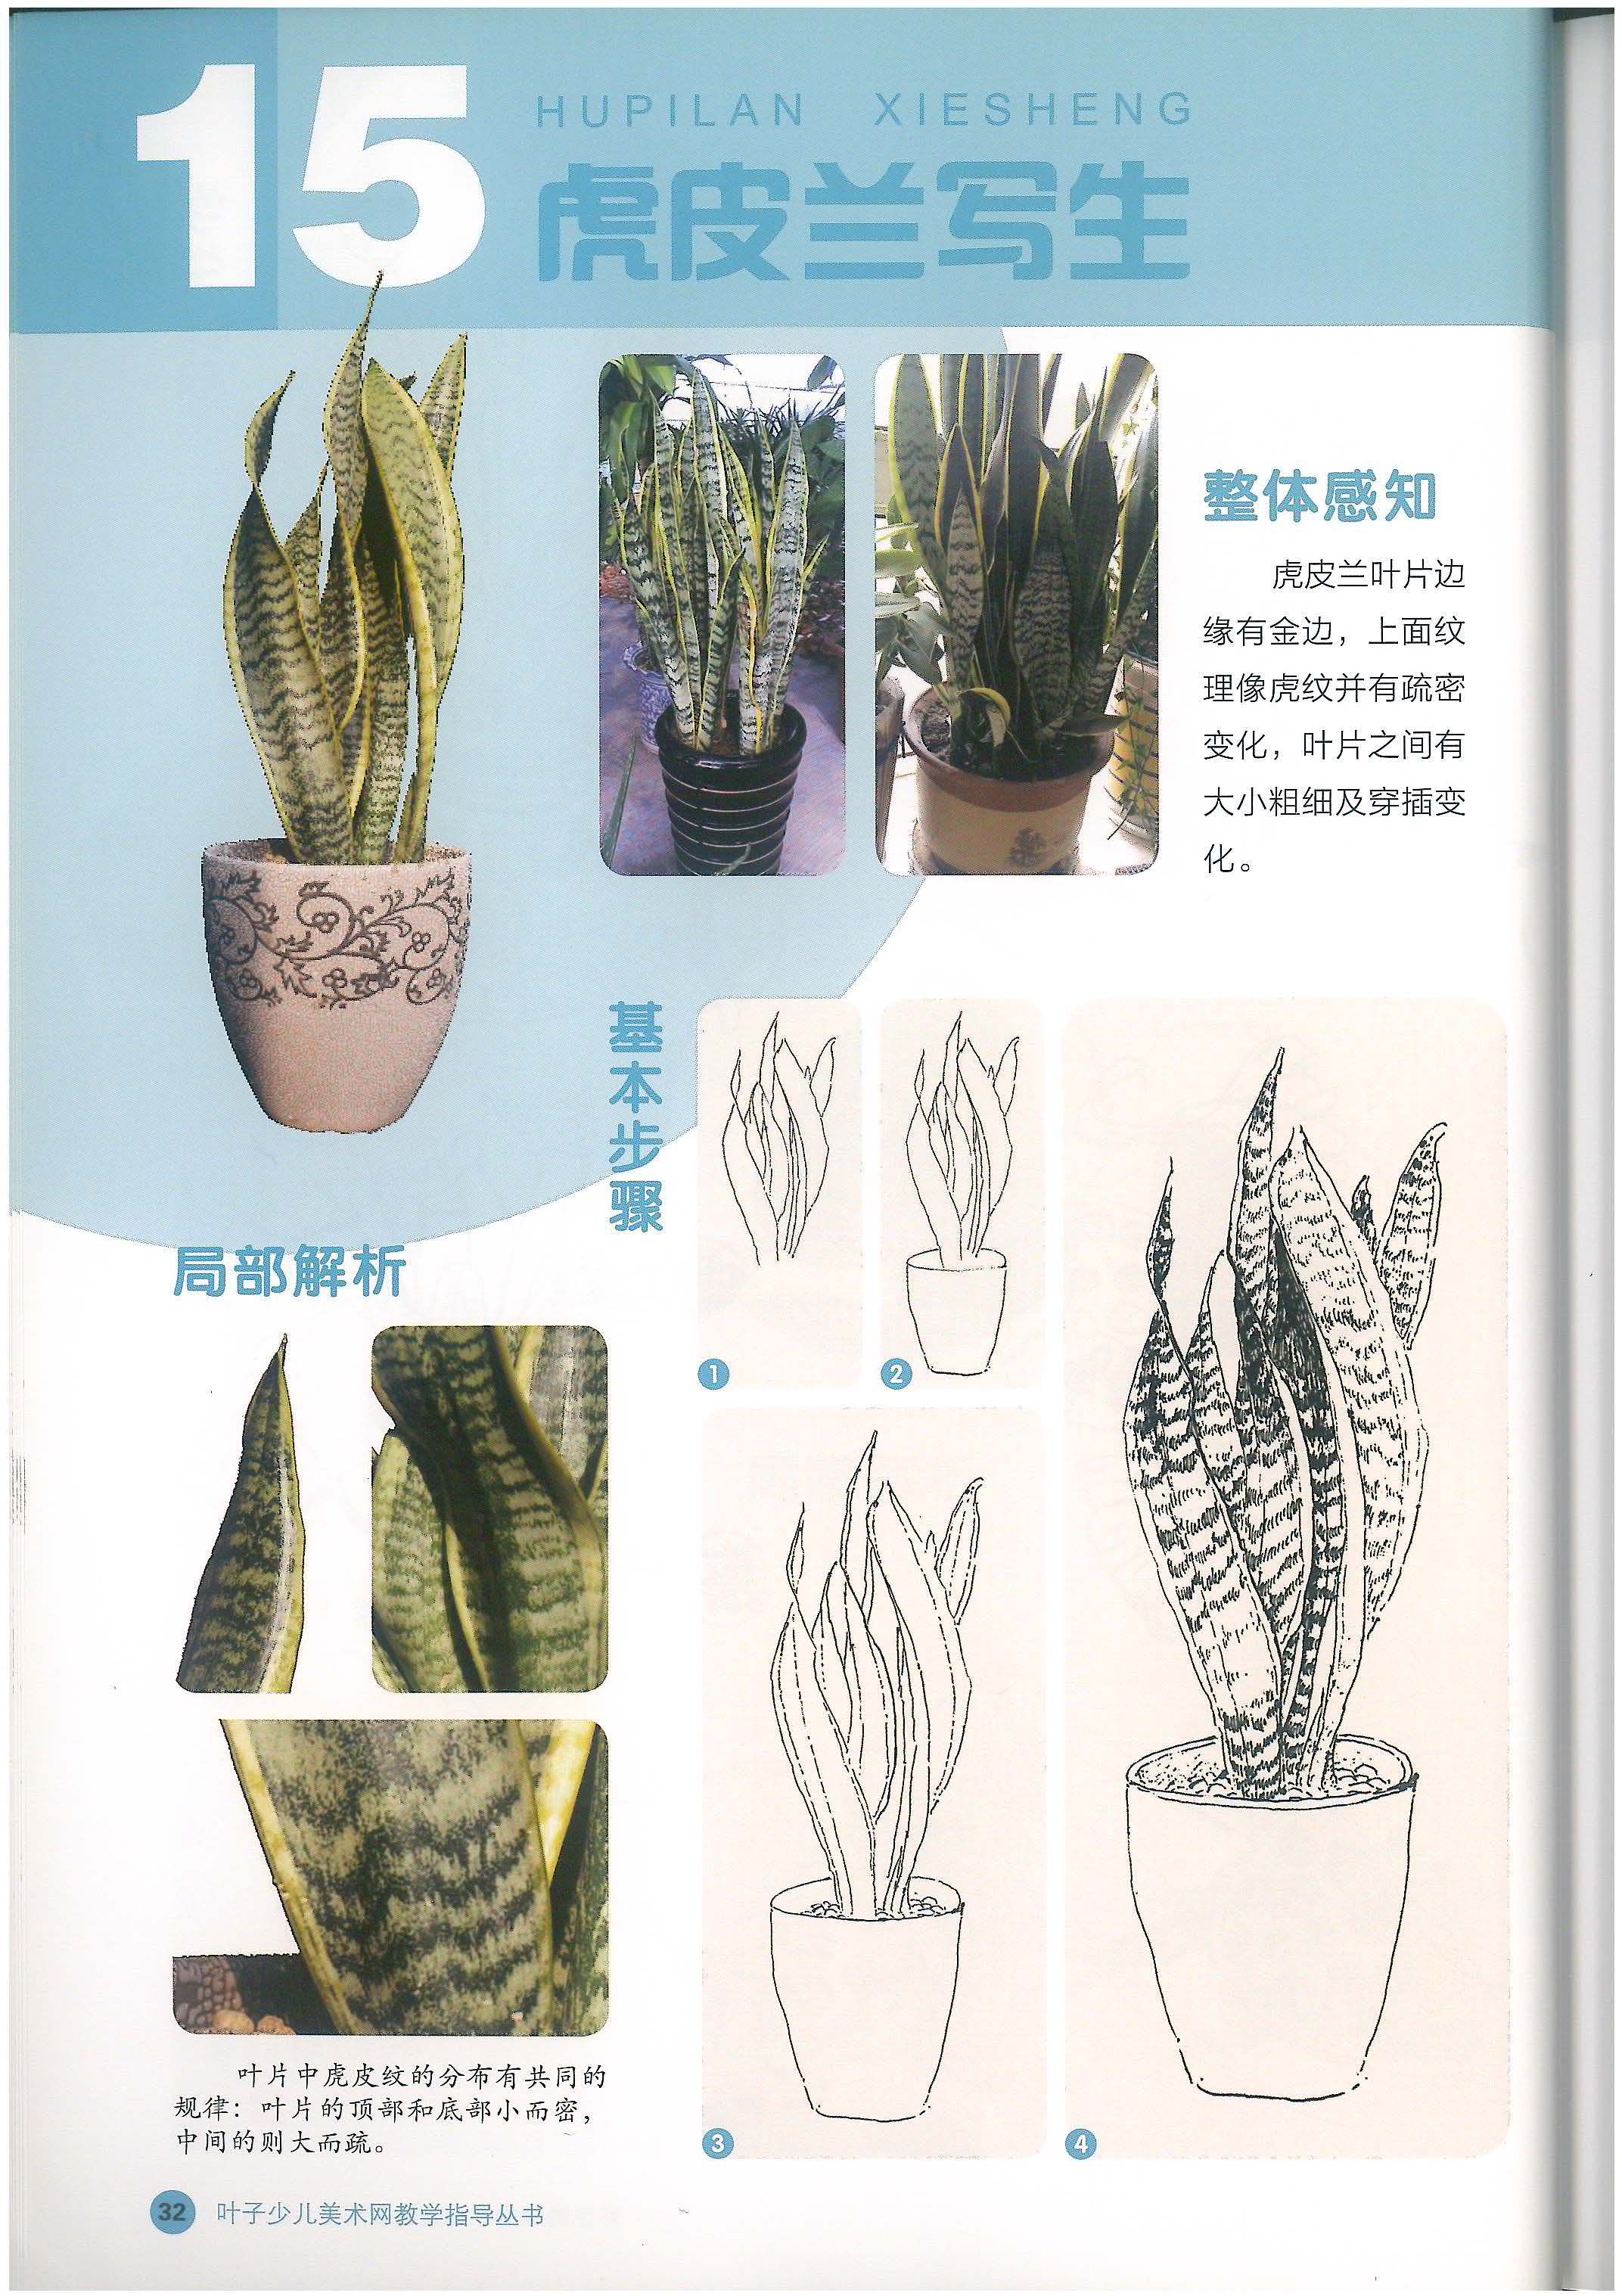 15
HUPILAN XIESHENG
虎皮兰写生
整体感知
虎皮兰叶片边
缘有金边，上面纹
理像虎纹并有疏密
变化，叶片之间有
大小粗细及穿插变
化。
基本步骤
1
2
3
4
局部解析
叶片中虎皮纹的分布有共同的
规律：叶片的顶部和底部小而密，
中间的则大而疏。
32 叶子少儿美术网教学指导丛书